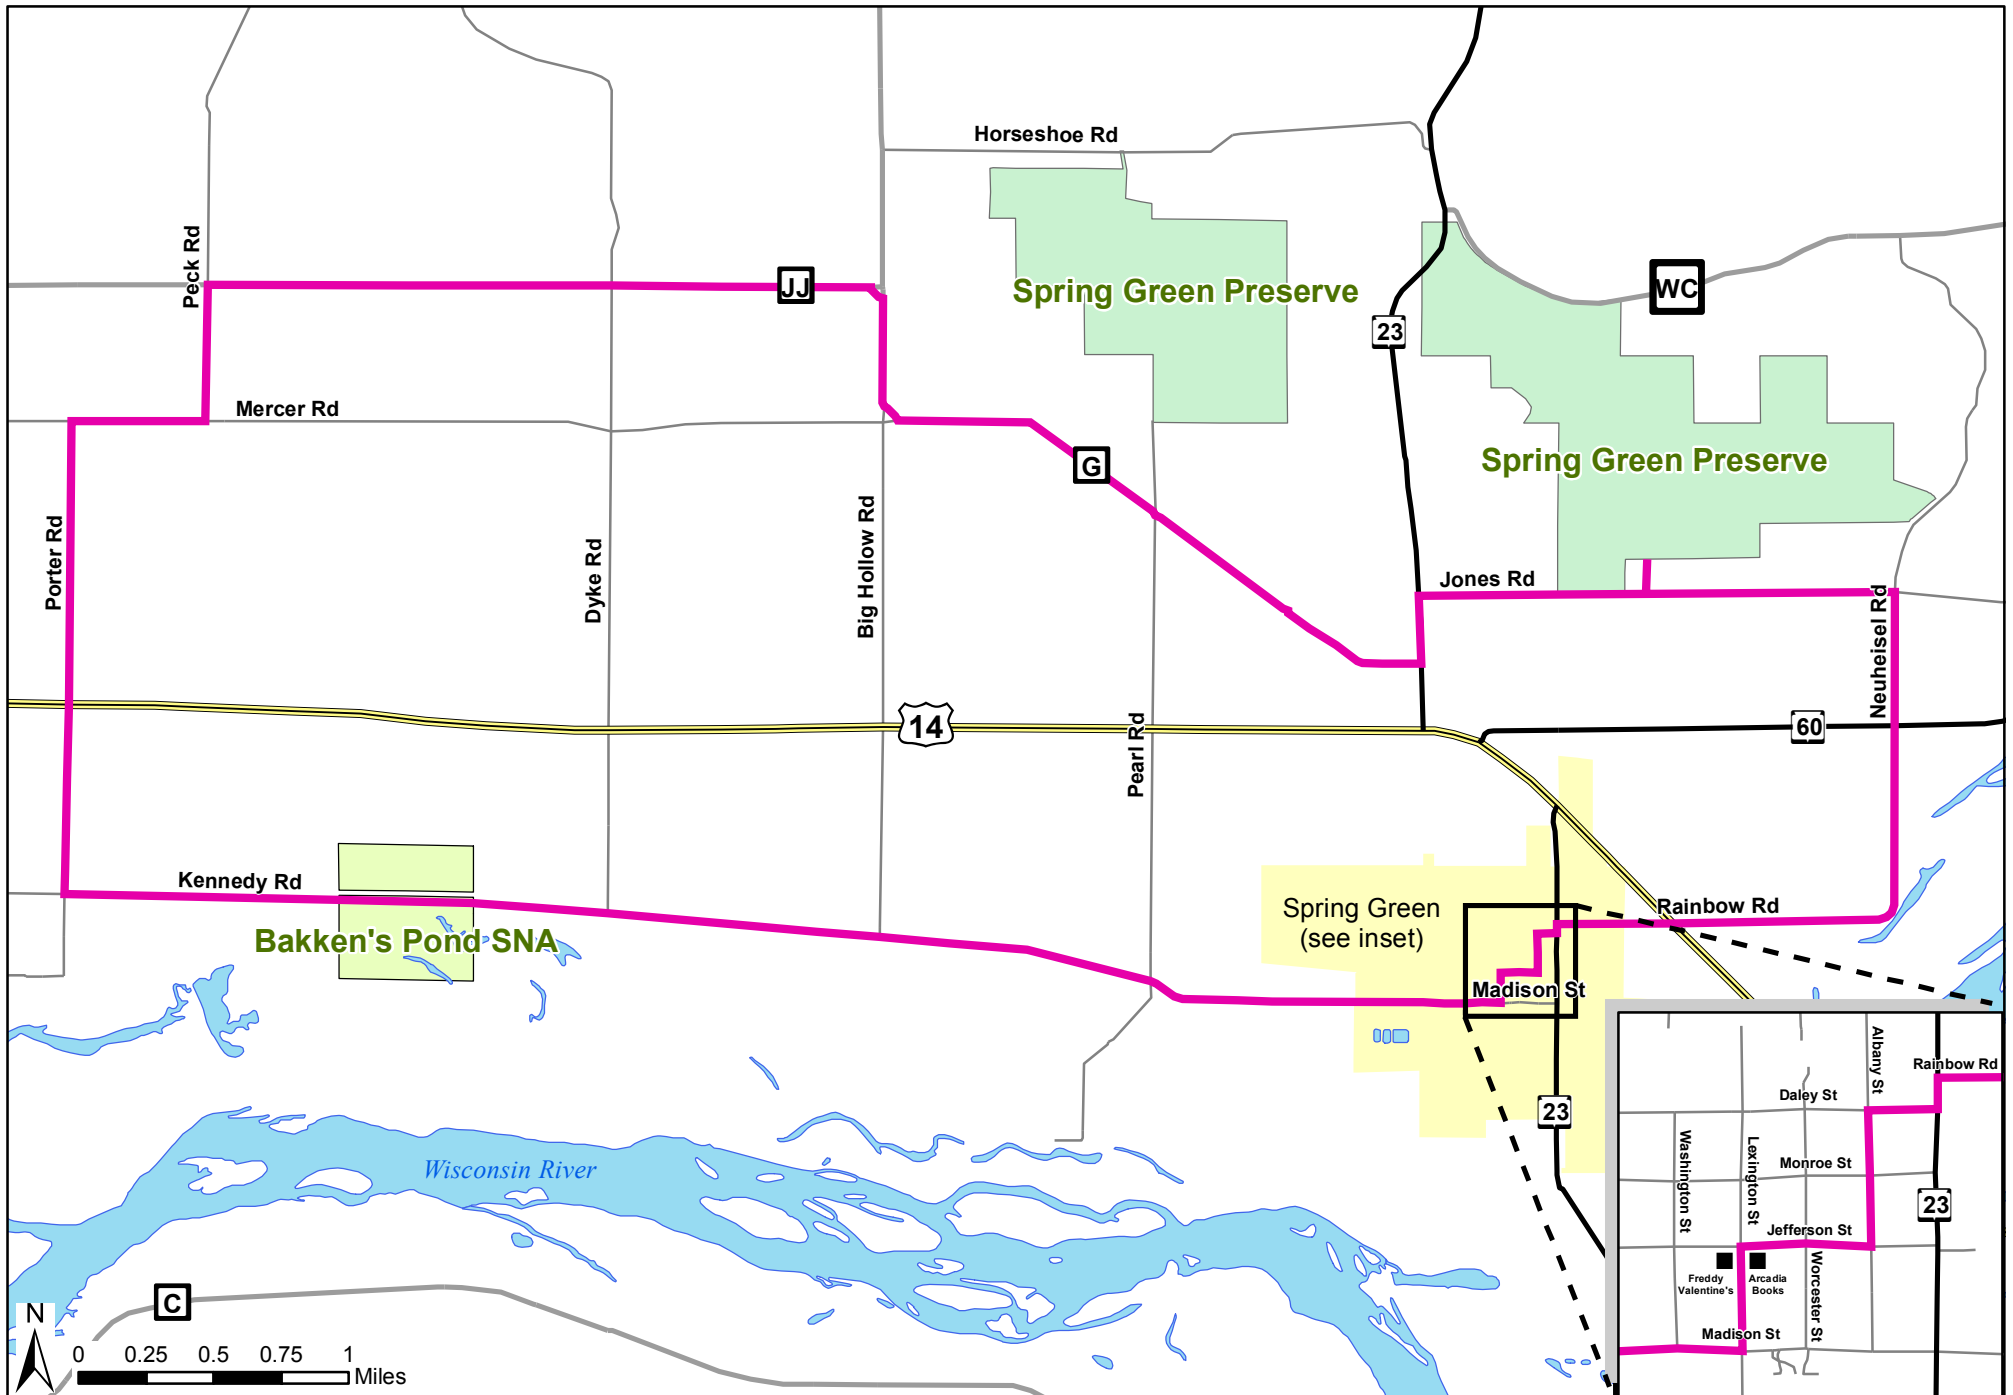 Horseshoe Rd
Peck Rd
JJ
Spring Green Preserve
WC
23
Mercer Rd
G
Spring Green Preserve
Porter Rd
Dyke Rd
Big Hollow Rd
Jones Rd
Neuheisel Rd
14
Pearl Rd
60
Kennedy Rd
Bakken's Pond SNA
Spring Green
(see inset)
Rainbow Rd
Madison St
23
Wisconsin River
C
N
0 0.25 0.5 0.75 1
Miles
Albany St
Rainbow Rd
Daley St
Washington St
Lexington St
Monroe St
23
Jefferson St
Freddy
Valentine's
Arcadia
Books
Worcester St
Madison St